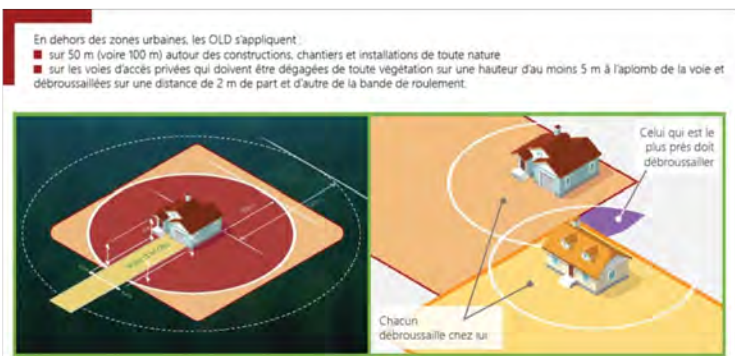 En dehors des zones urbaines, les OLD s'appliquent :
■ sur 50 m (voire 100 m) autour des constructions, chantiers et installations de toute nature
■ sur les voies d'accès privées qui doivent être dégagées de toute végétation sur une hauteur d'au moins 5 m à l'aplomb de la voie et
débroussaillées sur une distance de 2 m de part et d'autre de la bande de roulement.
Celui qui est le
plus près doit
débroussailler
Chacun
débroussaille chez lui